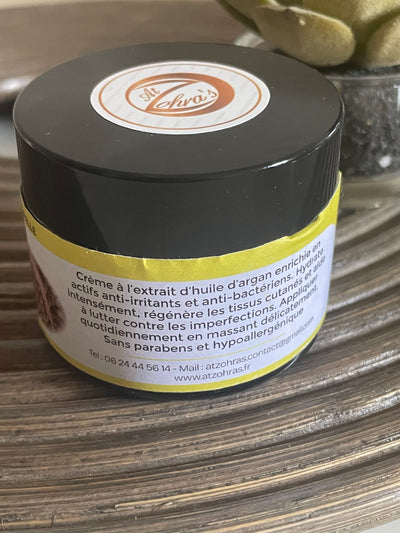 At
Zohra's
Crème à l'extrait d'huile d'argan enrichie en
actifs anti-irritants et anti-bactériens. Hydrate
intensément, régénère les tissus cutanés et aide
à lutter contre les imperfections. Appliquer
quotidiennement en massant délicatement.
Sans parabens et hypoallergénique
Tel : 06 24 44 56 14 - Mail : atzohras.contact@gmail.com
www.atzohras.fr